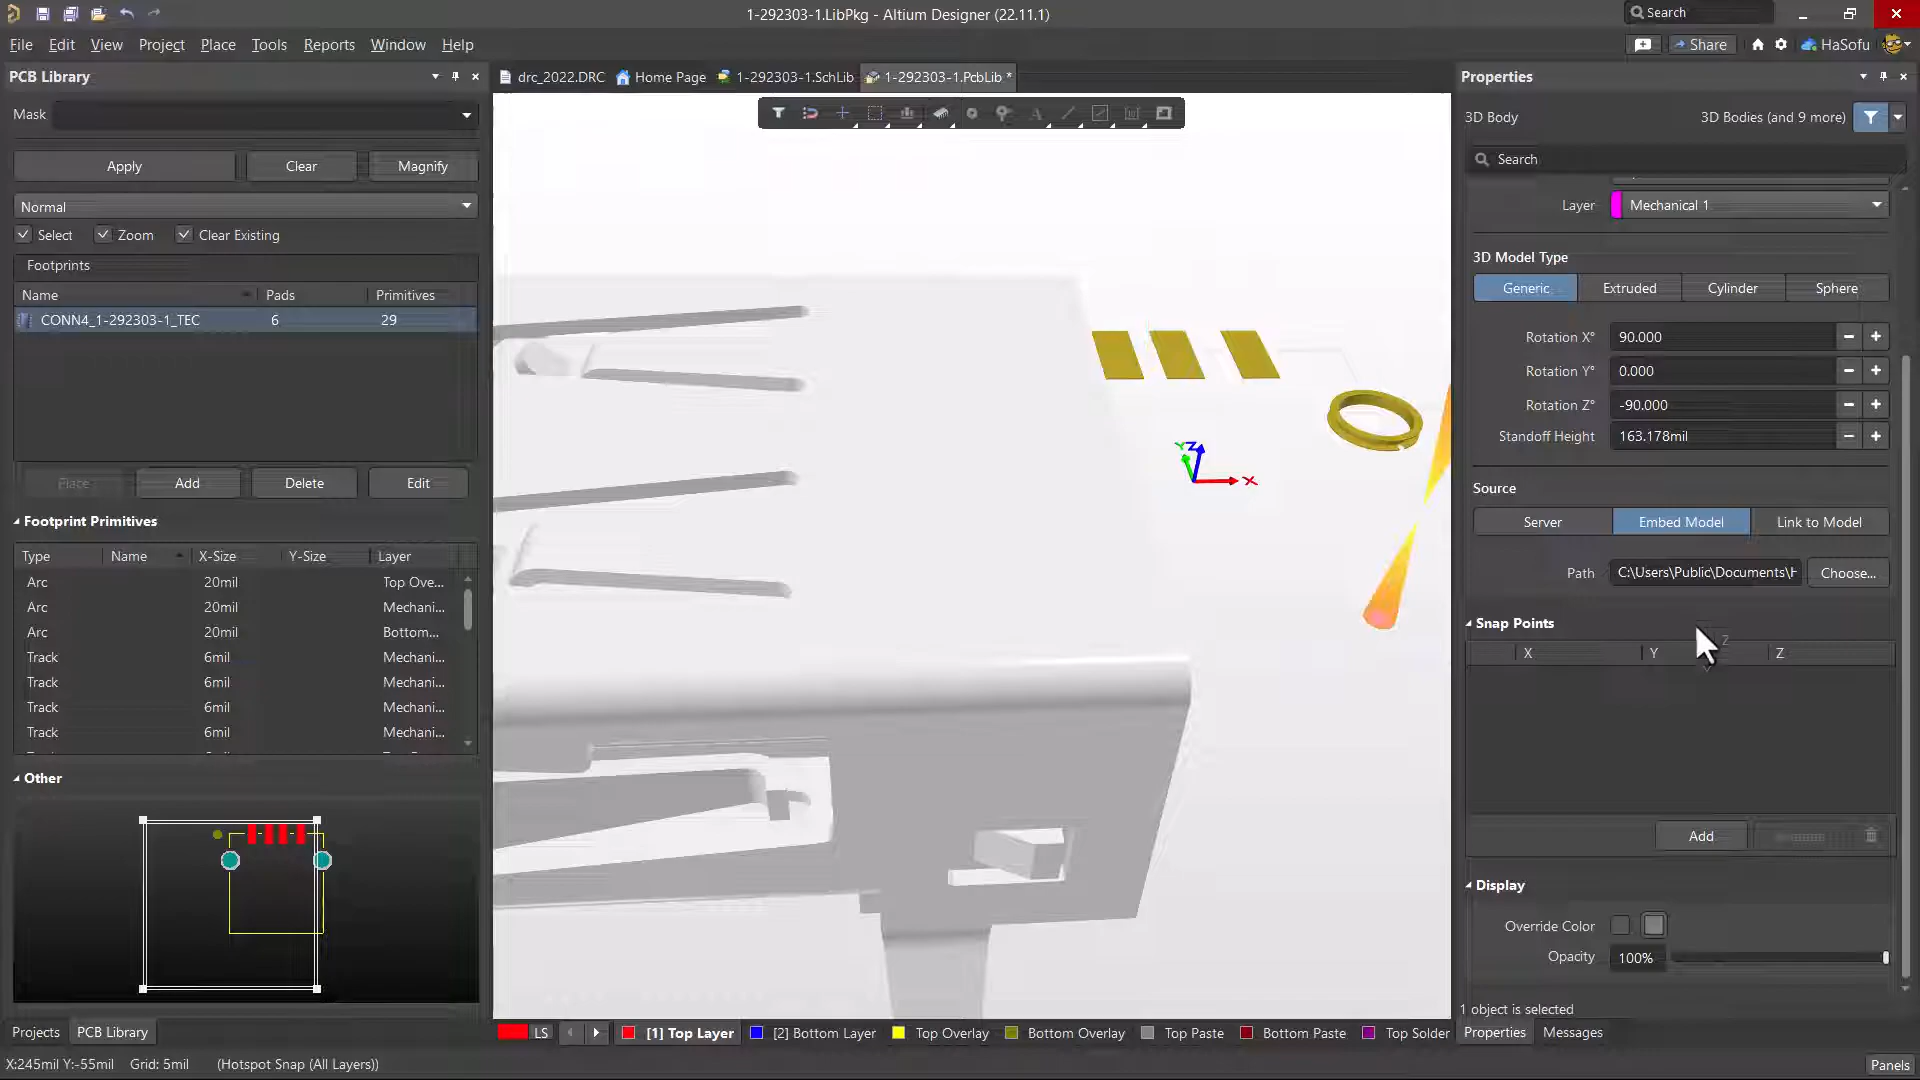 1-292303-1.LibPkg - Altium Designer (22.11.1)
Search
File Edit View Project Place Tools Reports Window Help
Share
HaSofu
PCB Library
drc_2022.DRC
Home Page
1-292303-1.SchLib
1-292303-1.PcbLib *
Properties
Mask
3D Body
3D Bodies (and 9 more)
Apply
Clear
Magnify
Search
Normal
Layer
Mechanical 1
Select
Zoom
Clear Existing
Footprints
3D Model Type
Name
Pads
Primitives
Generic
Extruded
Cylinder
Sphere
CONN4_1-292303-1_TEC
6
29
Rotation X°
90.000
Rotation Y°
0.000
Rotation Z°
-90.000
Standoff Height
163.178mil
Y
Z
X
Place
Add
Delete
Edit
Source
Footprint Primitives
Server
Embed Model
Link to Model
Type
Name
X-Size
Y-Size
Layer
Path
C:\Users\Public\Documents\H
Choose...
Arc 20mil Top Ove...
Arc 20mil Mechani...
Arc 20mil Bottom...
Track 6mil Mechani...
Track 6mil Mechani...
Track 6mil Mechani...
Track 6mil Mechani...
Snap Points
Z
X
Y
Z
Other
Add
Display
Override Color
Opacity
100%
1 object is selected
Projects
PCB Library
LS
[1] Top Layer
[2] Bottom Layer
Top Overlay
Bottom Overlay
Top Paste
Bottom Paste
Top Solder
Properties
Messages
X:245mil Y:-55mil
Grid: 5mil
(Hotspot Snap (All Layers))
Panels